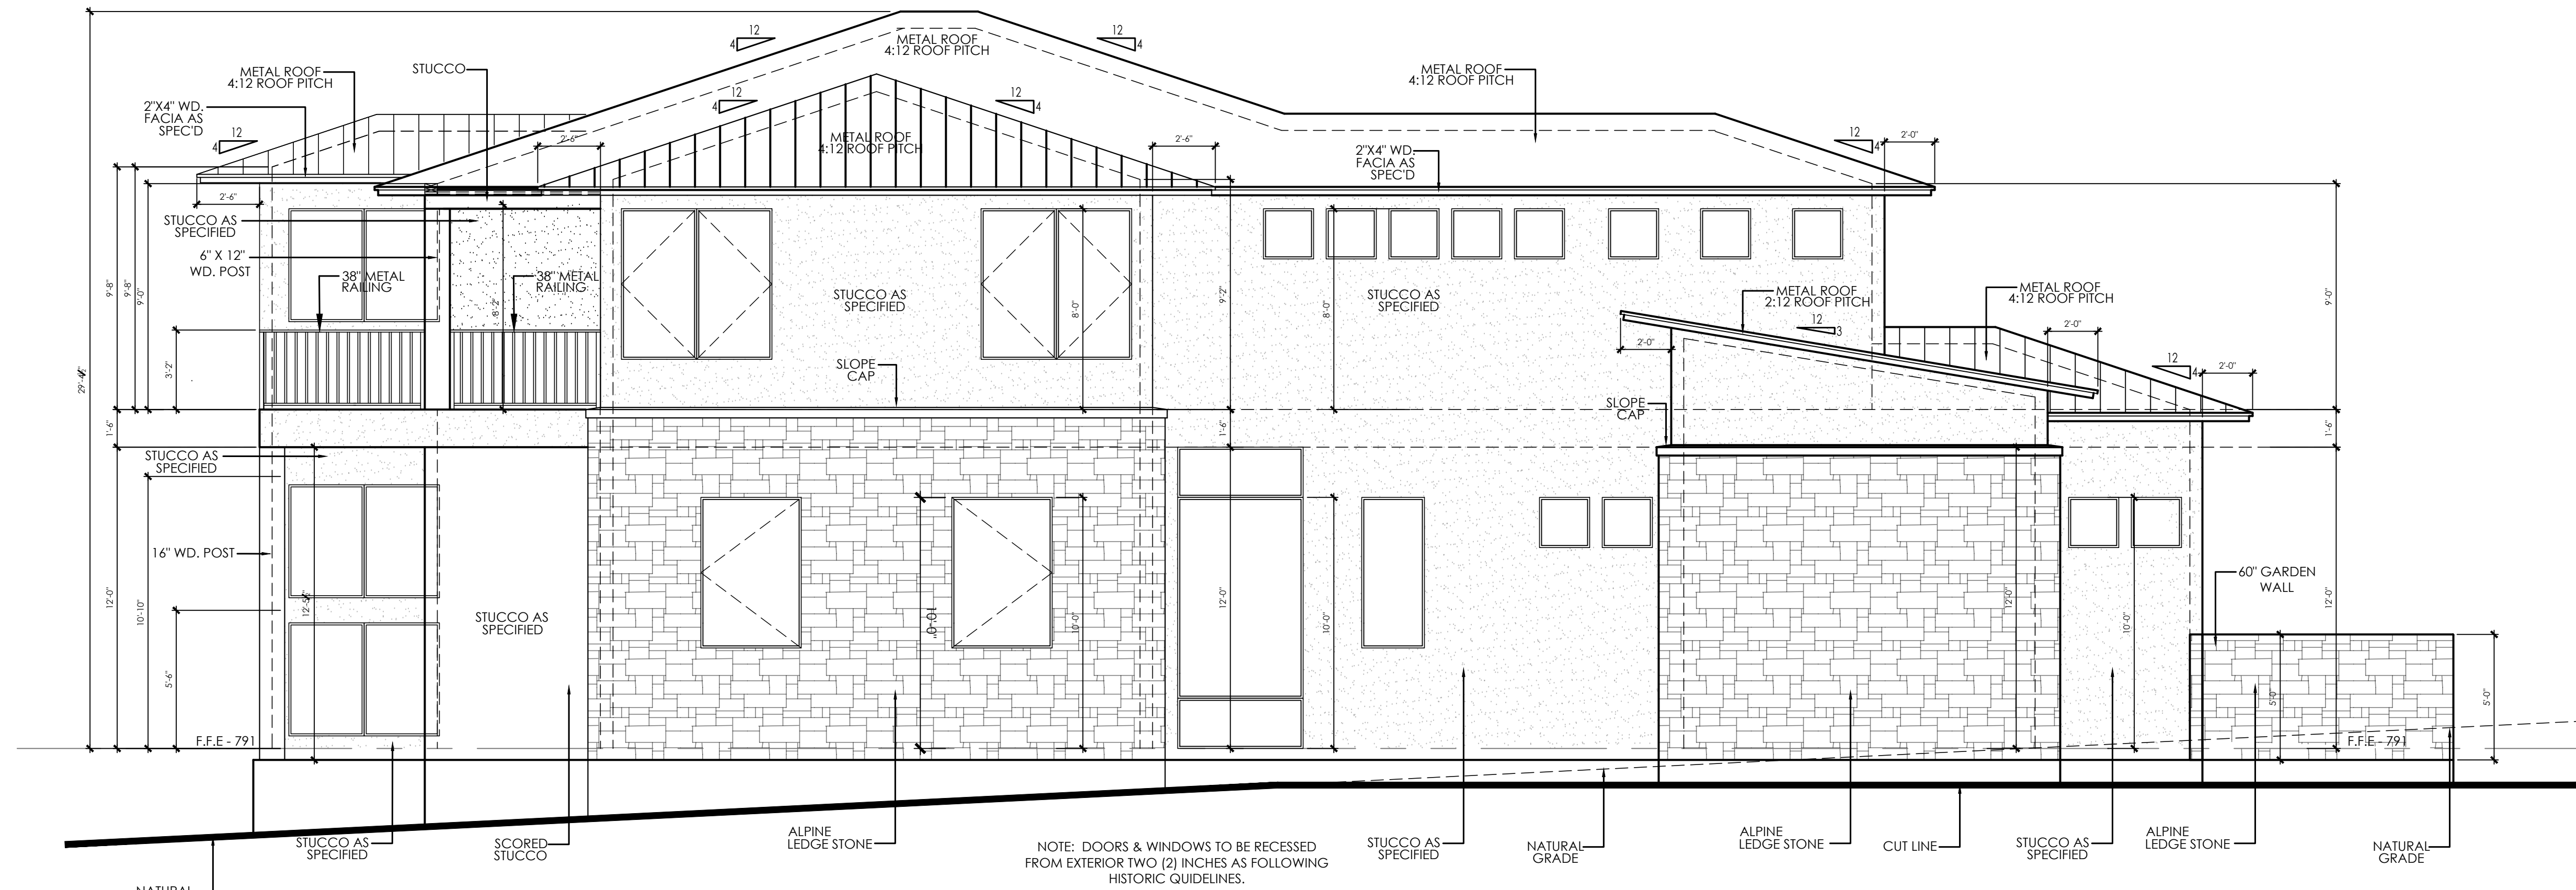 12
4
METAL ROOF
4:12 ROOF PITCH
12
4
METAL ROOF
4:12 ROOF PITCH
STUCCO
METAL ROOF
4:12 ROOF PITCH
2"X4" WD.
FACIA AS
SPEC'D
12
4
12
4
12
4
METAL ROOF
4:12 ROOF PITCH
2'-6"
2'-6"
2"X4" WD.
FACIA AS
SPEC'D
12
4
2'-0"
2'-6"
STUCCO AS
SPECIFIED
6" X 12"
WD. POST
38" METAL
RAILING
38" METAL
RAILING
8'-2"
STUCCO AS
SPECIFIED
8'-0"
9'-2"
8'-0"
STUCCO AS
SPECIFIED
METAL ROOF
2:12 ROOF PITCH
12
3
METAL ROOF
4:12 ROOF PITCH
2'-0"
2'-0"
12
4
2'-0"
9'-0"
9'-8"
9'-8"
9'-0"
3'-2"
SLOPE
CAP
SLOPE
CAP
1'-6"
1'-6"
1'-6"
STUCCO AS
SPECIFIED
16" WD. POST
12'-0"
10'-10"
5'-6"
STUCCO AS
SPECIFIED
10'-0"
10'-0"
12'-0"
10'-0"
12'-0"
10'-0"
12'-0"
60" GARDEN
WALL
5'-0"
5'-0"
F.F.E - 791
F.F.E - 791
STUCCO AS
SPECIFIED
SCORED
STUCCO
ALPINE
LEDGE STONE
NOTE: DOORS & WINDOWS TO BE RECESSED
FROM EXTERIOR TWO (2) INCHES AS FOLLOWING
HISTORIC QUIDELINES.
STUCCO AS
SPECIFIED
NATURAL
GRADE
ALPINE
LEDGE STONE
CUT LINE
STUCCO AS
SPECIFIED
ALPINE
LEDGE STONE
NATURAL
GRADE
NATURAL